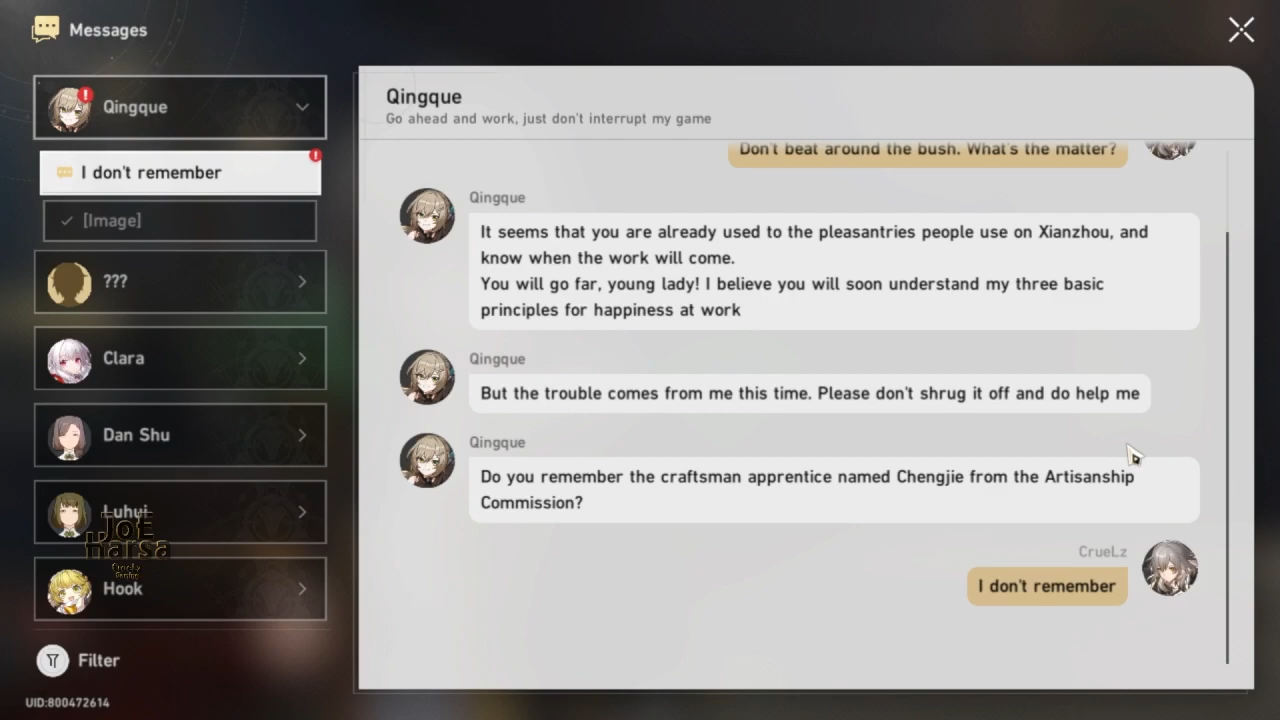 Messages
Qingque
I don't remember
[Image]
???
Clara
Dan Shu
Luhui
JoE
Harsa
Hook
Filter
UID:800472614
Qingque
Go ahead and work, just don't interrupt my game
Don't beat around the bush. What's the matter?
Qingque
It seems that you are already used to the pleasantries people use on Xianzhou, and
know when the work will come.
You will go far, young lady! I believe you will soon understand my three basic
principles for happiness at work
Qingque
But the trouble comes from me this time. Please don't shrug it off and do help me
Qingque
Do you remember the craftsman apprentice named Chengjie from the Artisanship
Commission?
CrueLz
I don't remember